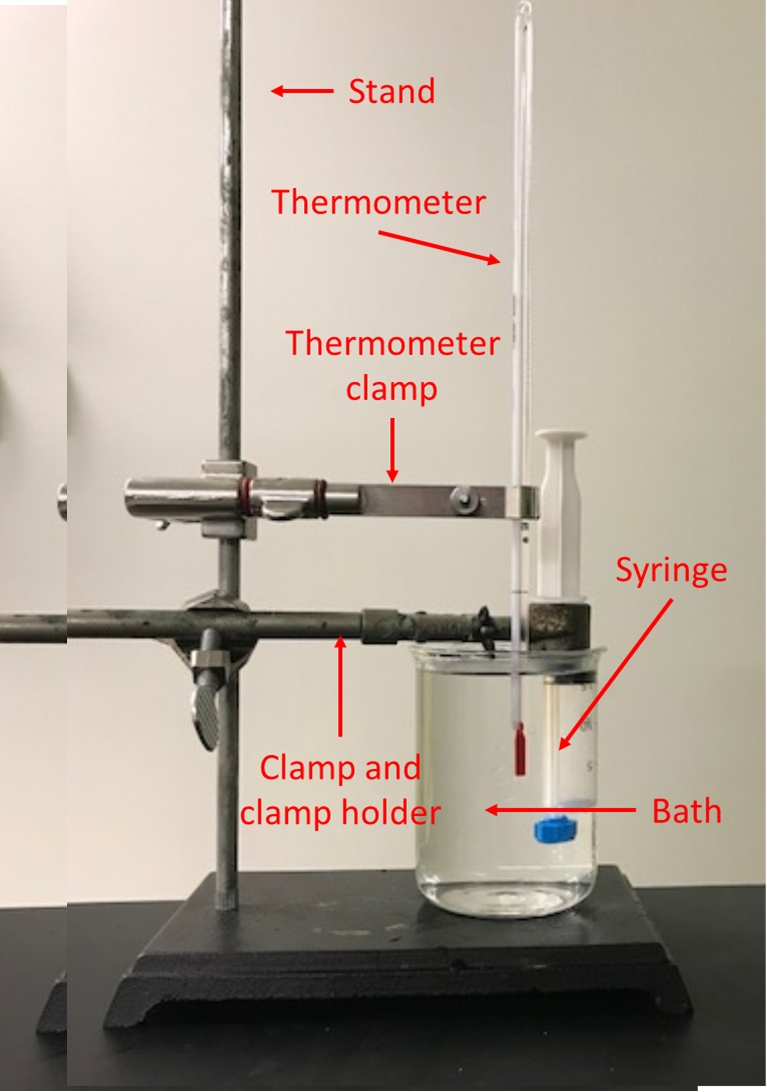 Stand
Thermometer
Thermometer
clamp
Syringe
Clamp and
clamp holder
Bath